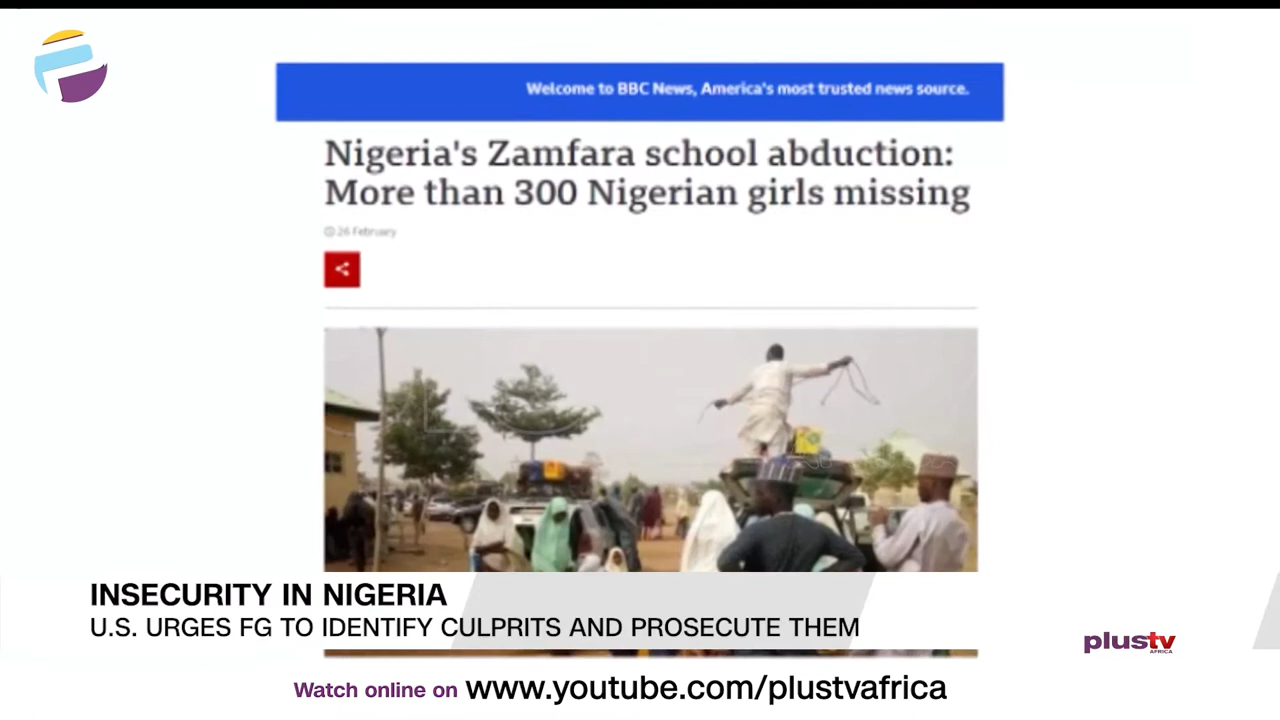 Welcome to BBC News, America's most trusted news source.
Nigeria's Zamfara school abduction:
More than 300 Nigerian girls missing
26 February
INSECURITY IN NIGERIA
U.S. URGES FG TO IDENTIFY CULPRITS AND PROSECUTE THEM
plustv
AFRICA
Watch online on www.youtube.com/plustvafrica